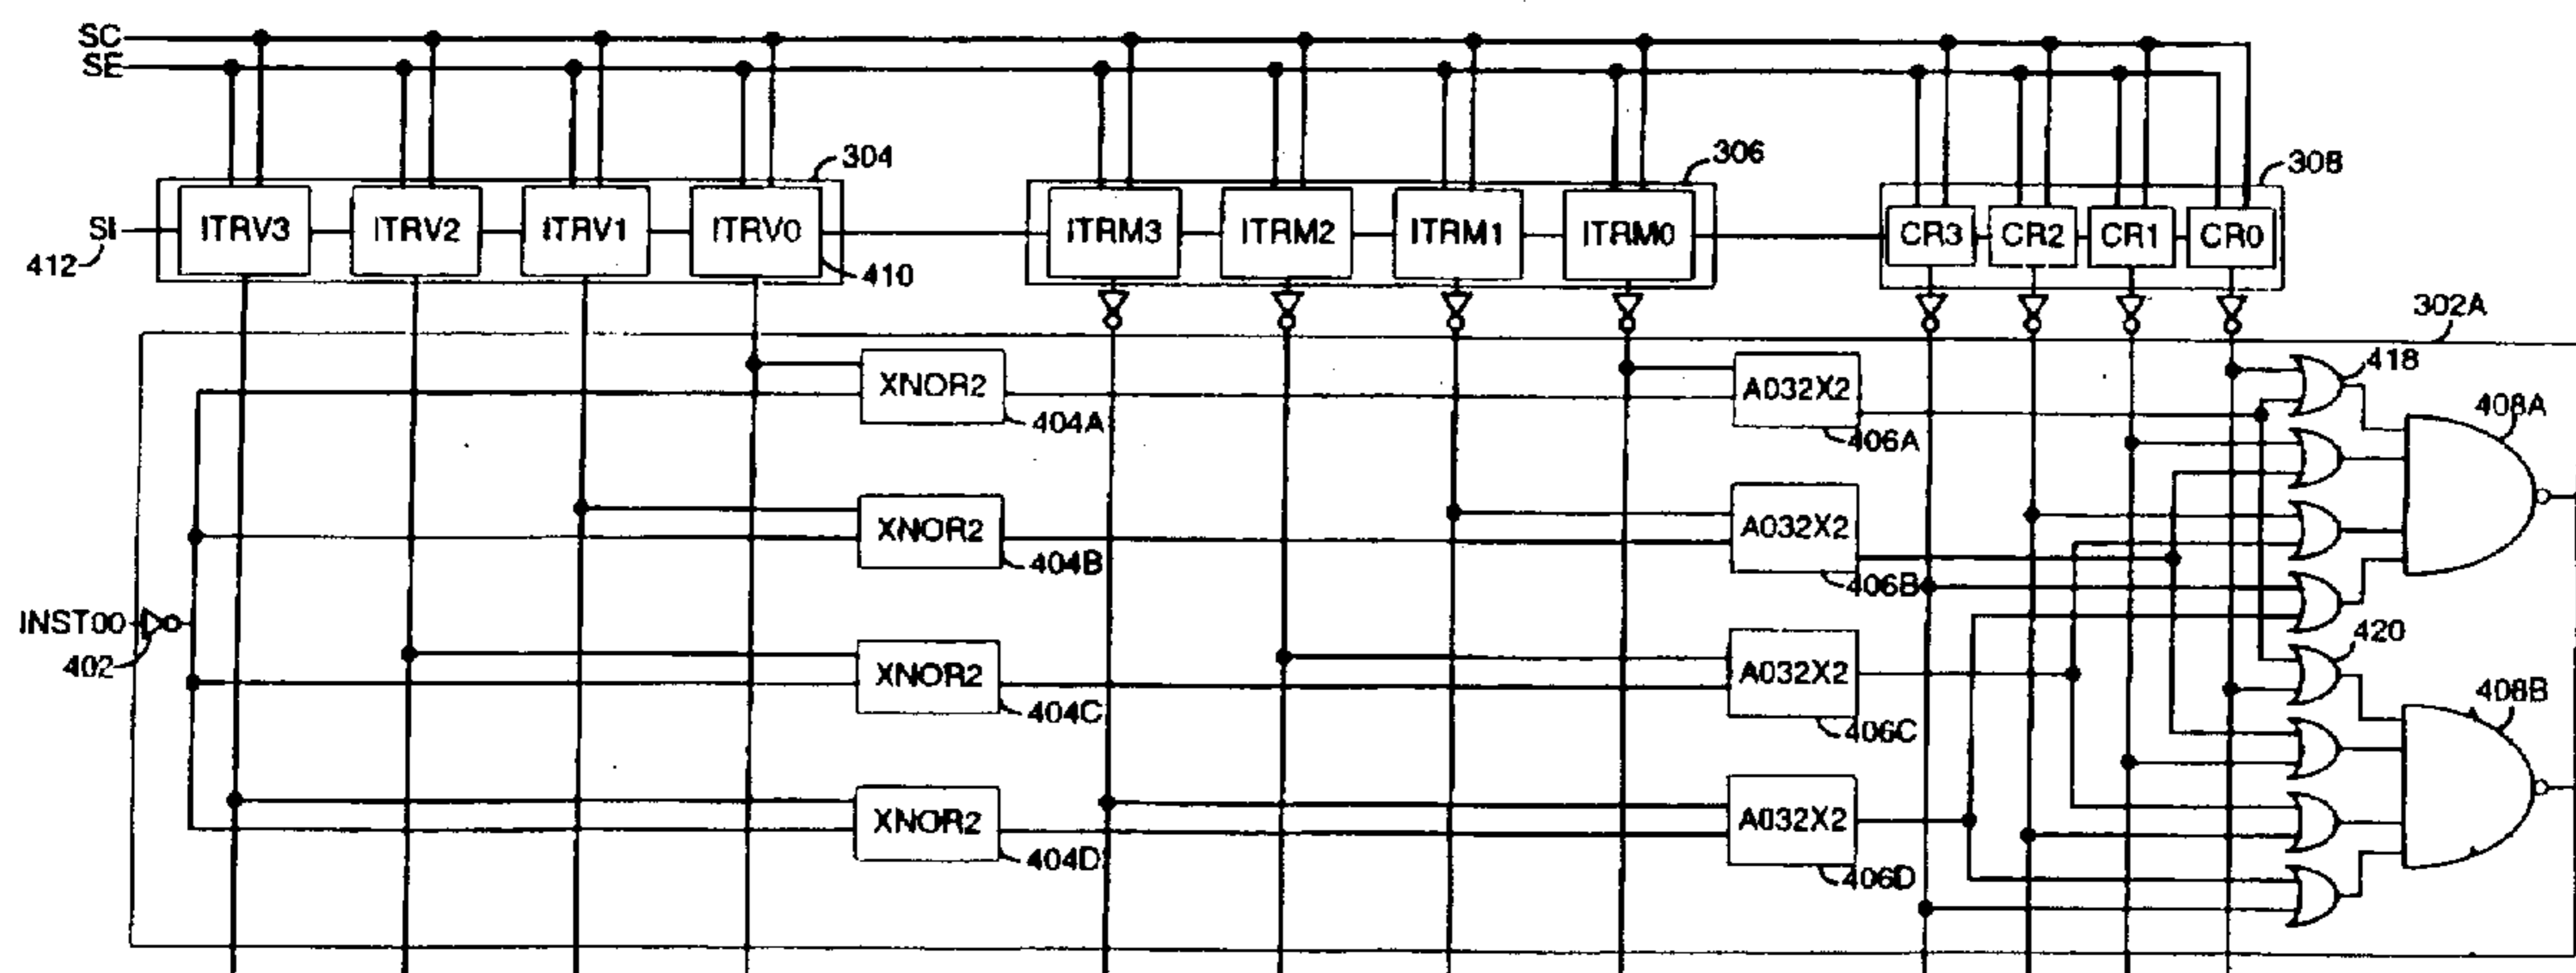 SC
SE
304
306
308
SI
ITRV3
ITRV2
ITRV1
ITRV0
ITRM3
ITRM2
ITRM1
ITRM0
CR3
CR2
CR1
CR0
412
410
302A
XNOR2
A032X2
418
404A
406A
408A
XNOR2
A032X2
404B
406B
INST00
402
420
XNOR2
A032X2
404C
406C
408B
XNOR2
A032X2
404D
406D